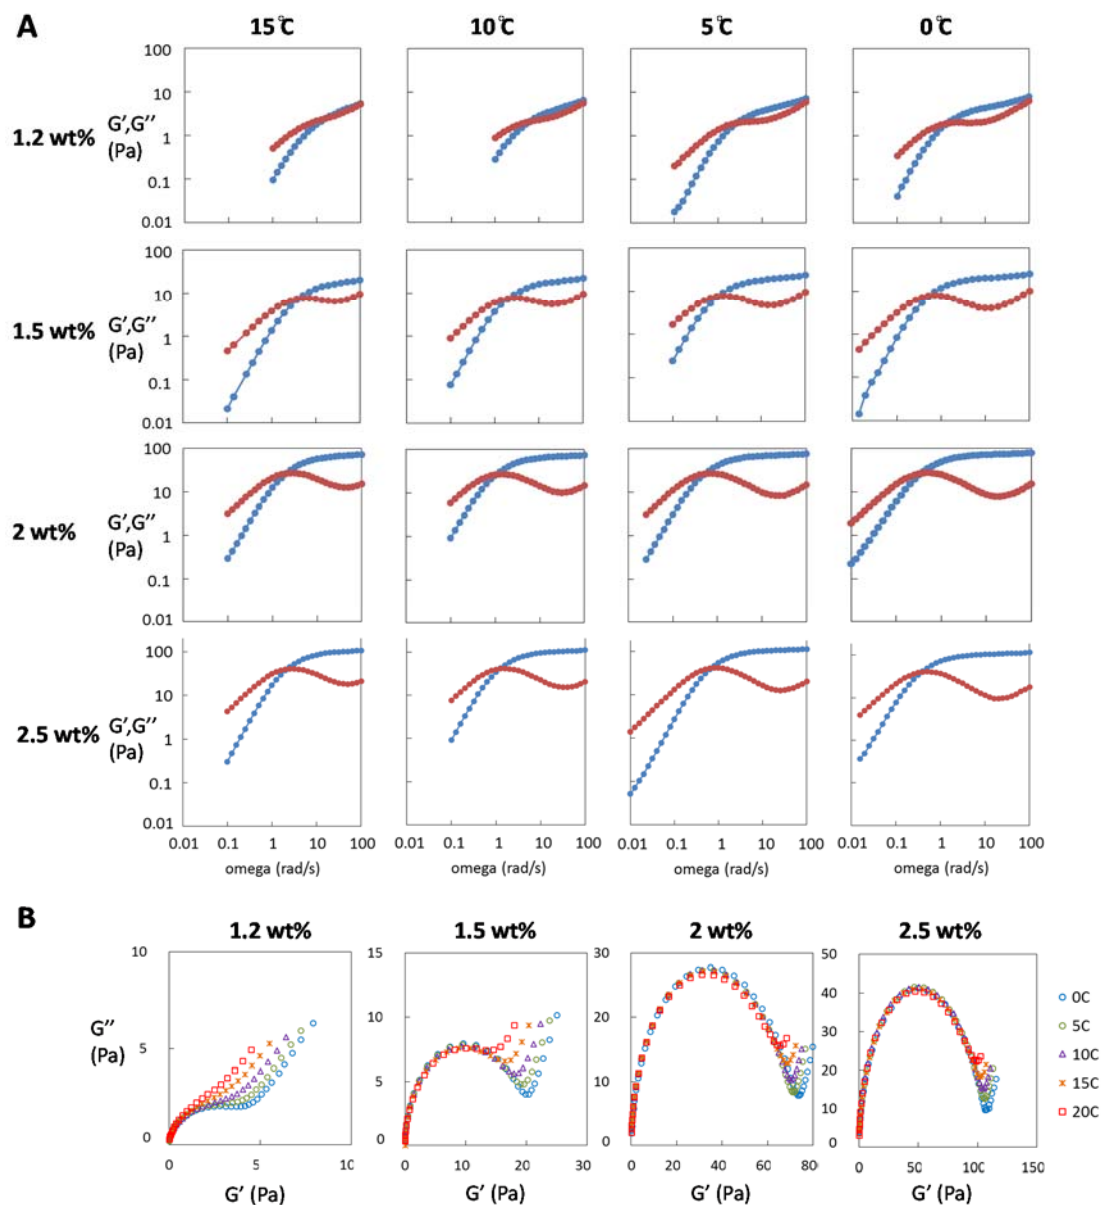 A
15℃ 10℃ 5℃ 0℃
100
10
1.2 wt% G′,G′′ 1
(Pa)
0.1
0.01
100
10
1.5 wt% G′,G′′ 1
(Pa)
0.1
0.01
100
10
2 wt% G′,G′′ 1
(Pa)
0.1
0.01
100
10
2.5 wt% G′,G′′ 1
(Pa)
0.1
0.01
0.01 0.1 1 10 100 0.01 0.1 1 10 100 0.01 0.1 1 10 100 0.01 0.1 1 10 100
omega (rad/s) omega (rad/s) omega (rad/s) omega (rad/s)
B
1.2 wt% 1.5 wt% 2 wt% 2.5 wt%
10 15 30 50
40
10 20 30
G′′ 5
(Pa) 5 10 20
10
0 0 0 0
0 5 10 0 10 20 30 0 20 40 60 80 0 50 100 150
G′ (Pa) G′ (Pa) G′ (Pa) G′ (Pa)
0C
5C
10C
15C
20C